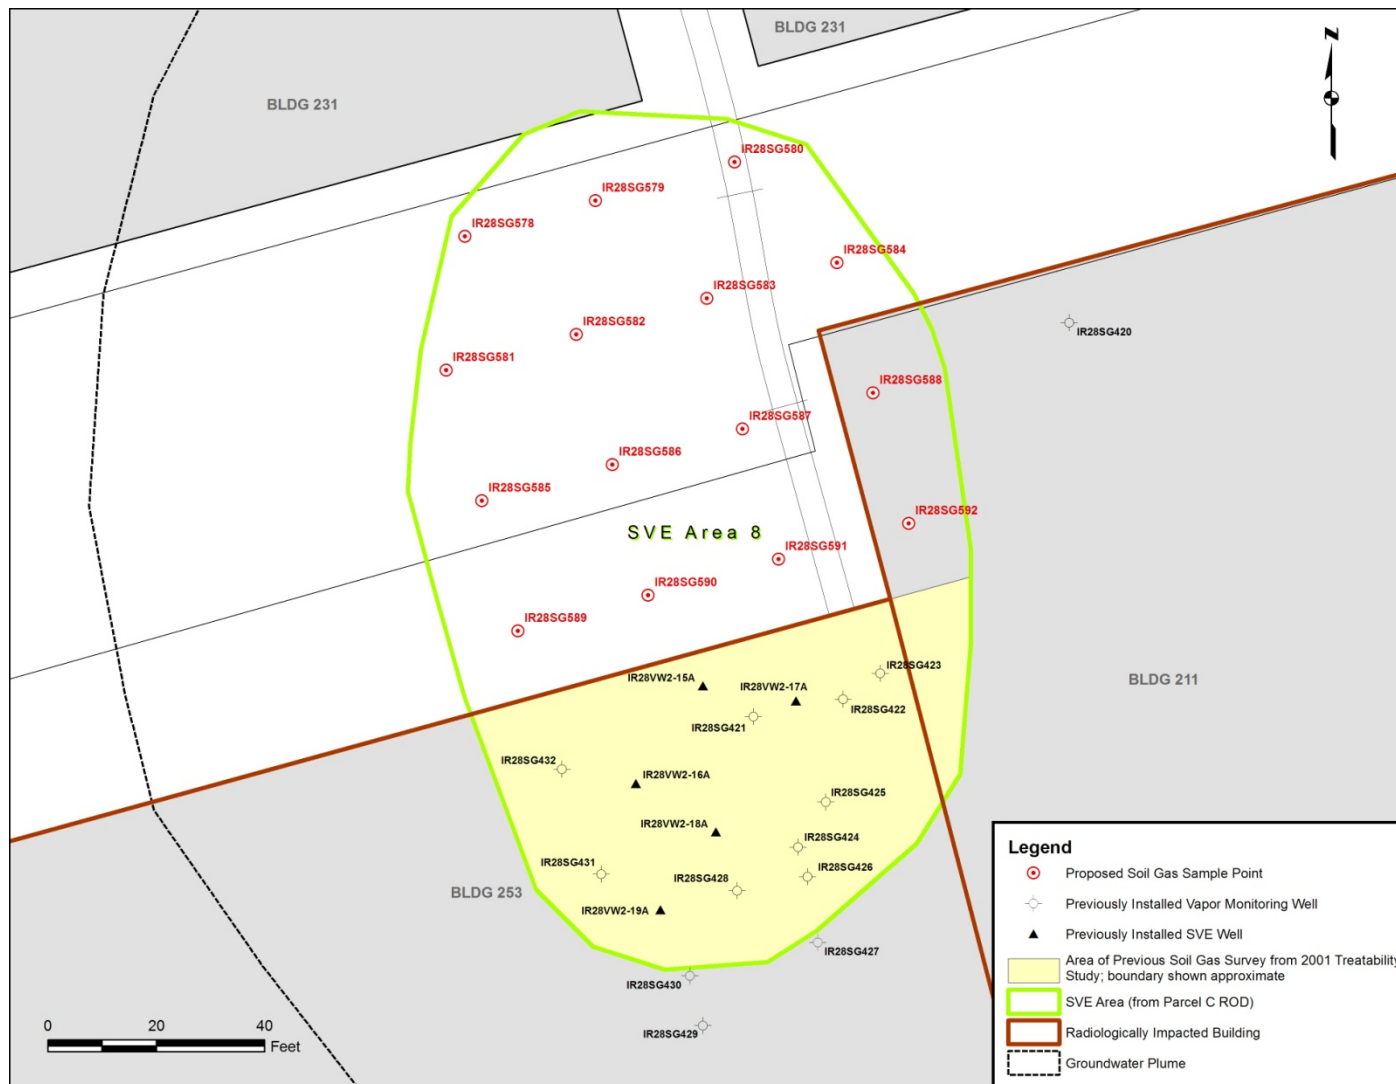 BLDG 231
BLDG 231
N
IR28SG580
IR28SG579
IR28SG578
IR28SG584
IR28SG583
IR28SG582
IR28SG581
IR28SG420
IR28SG588
IR28SG587
IR28SG586
IR28SG585
IR28SG592
SVE Area 8
IR28SG591
IR28SG590
IR28SG589
IR28SG423
IR28VW2-15A
IR28VW2-17A
BLDG 211
IR28SG422
IR28SG421
IR28SG432
IR28VW2-16A
IR28SG425
IR28VW2-18A
IR28SG424
IR28SG431
IR28SG426
IR28SG428
BLDG 253
IR28VW2-19A
IR28SG427
IR28SG430
IR28SG429
0 20 40
Feet
Legend
Proposed Soil Gas Sample Point
Previously Installed Vapor Monitoring Well
Previously Installed SVE Well
Area of Previous Soil Gas Survey from 2001 Treatability
Study; boundary shown approximate
SVE Area (from Parcel C ROD)
Radiologically Impacted Building
Groundwater Plume